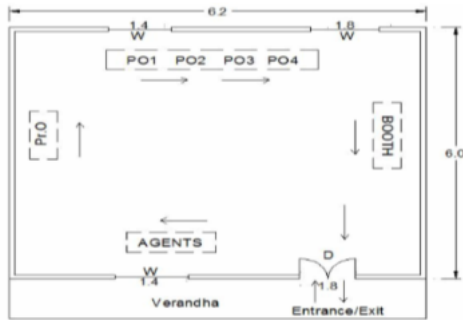 6.2
1.4 1.8
W W
PO1 PO2 PO3 PO4
Pr.O
BOOTH
6.0
AGENTS
W D
1.4 1.8
Verandha Entrance/Exit